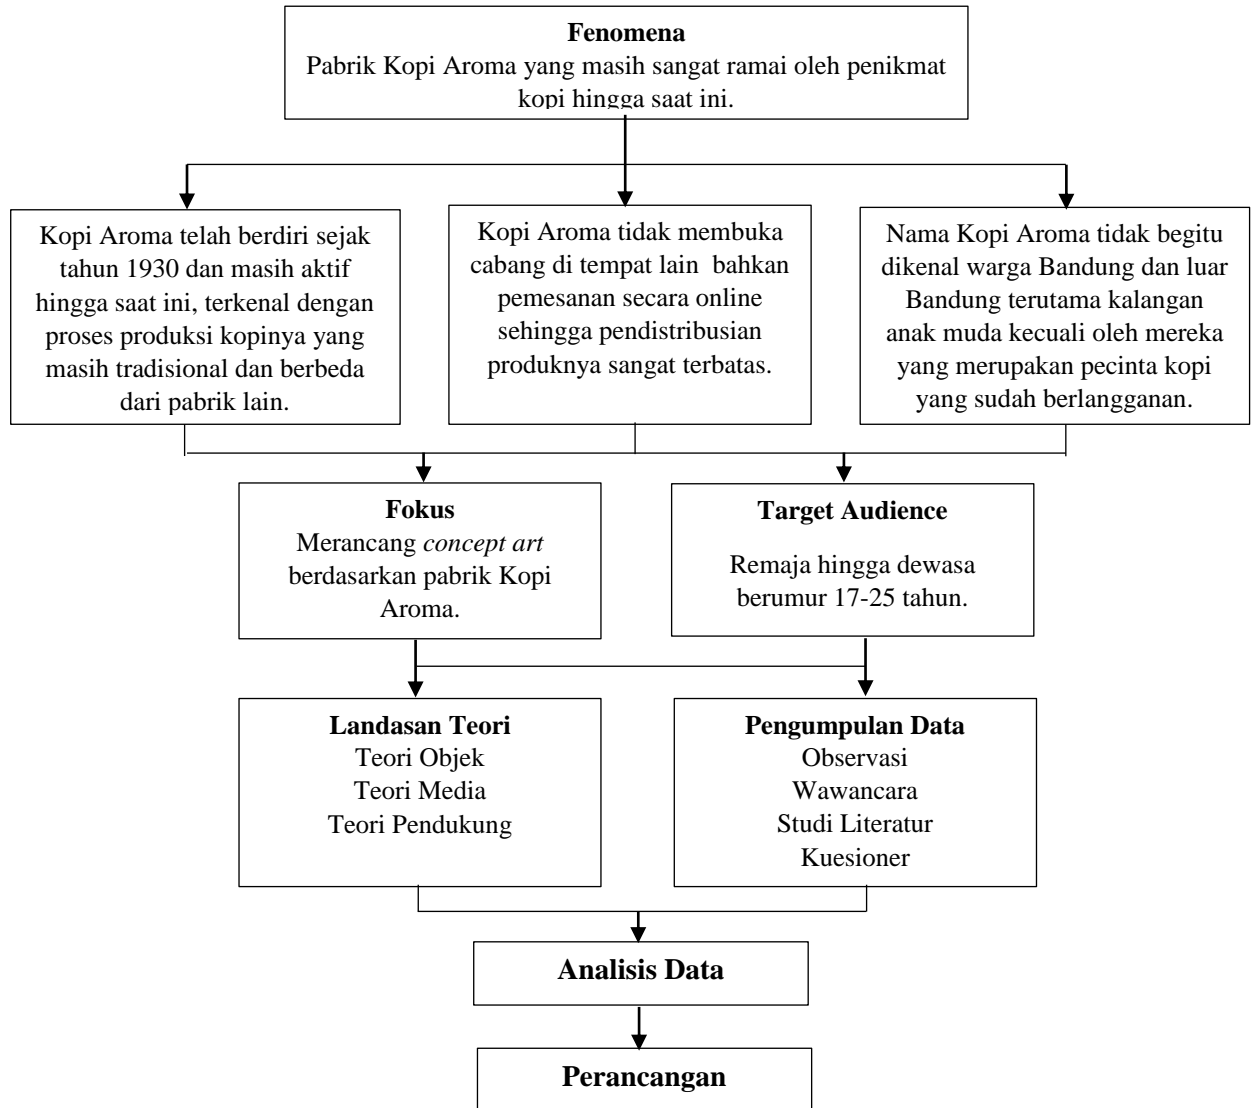 Fenomena
Pabrik Kopi Aroma yang masih sangat ramai oleh penikmat
kopi hingga saat ini.
Kopi Aroma telah berdiri sejak
tahun 1930 dan masih aktif
hingga saat ini, terkenal dengan
proses produksi kopinya yang
masih tradisional dan berbeda
dari pabrik lain.
Kopi Aroma tidak membuka
cabang di tempat lain bahkan
pemesanan secara online
sehingga pendistribusian
produknya sangat terbatas.
Nama Kopi Aroma tidak begitu
dikenal warga Bandung dan luar
Bandung terutama kalangan
anak muda kecuali oleh mereka
yang merupakan pecinta kopi
yang sudah berlangganan.
Fokus
Merancang concept art
berdasarkan pabrik Kopi
Aroma.
Target Audience
Remaja hingga dewasa
berumur 17-25 tahun.
Landasan Teori
Teori Objek
Teori Media
Teori Pendukung
Pengumpulan Data
Observasi
Wawancara
Studi Literatur
Kuesioner
Analisis Data
Perancangan